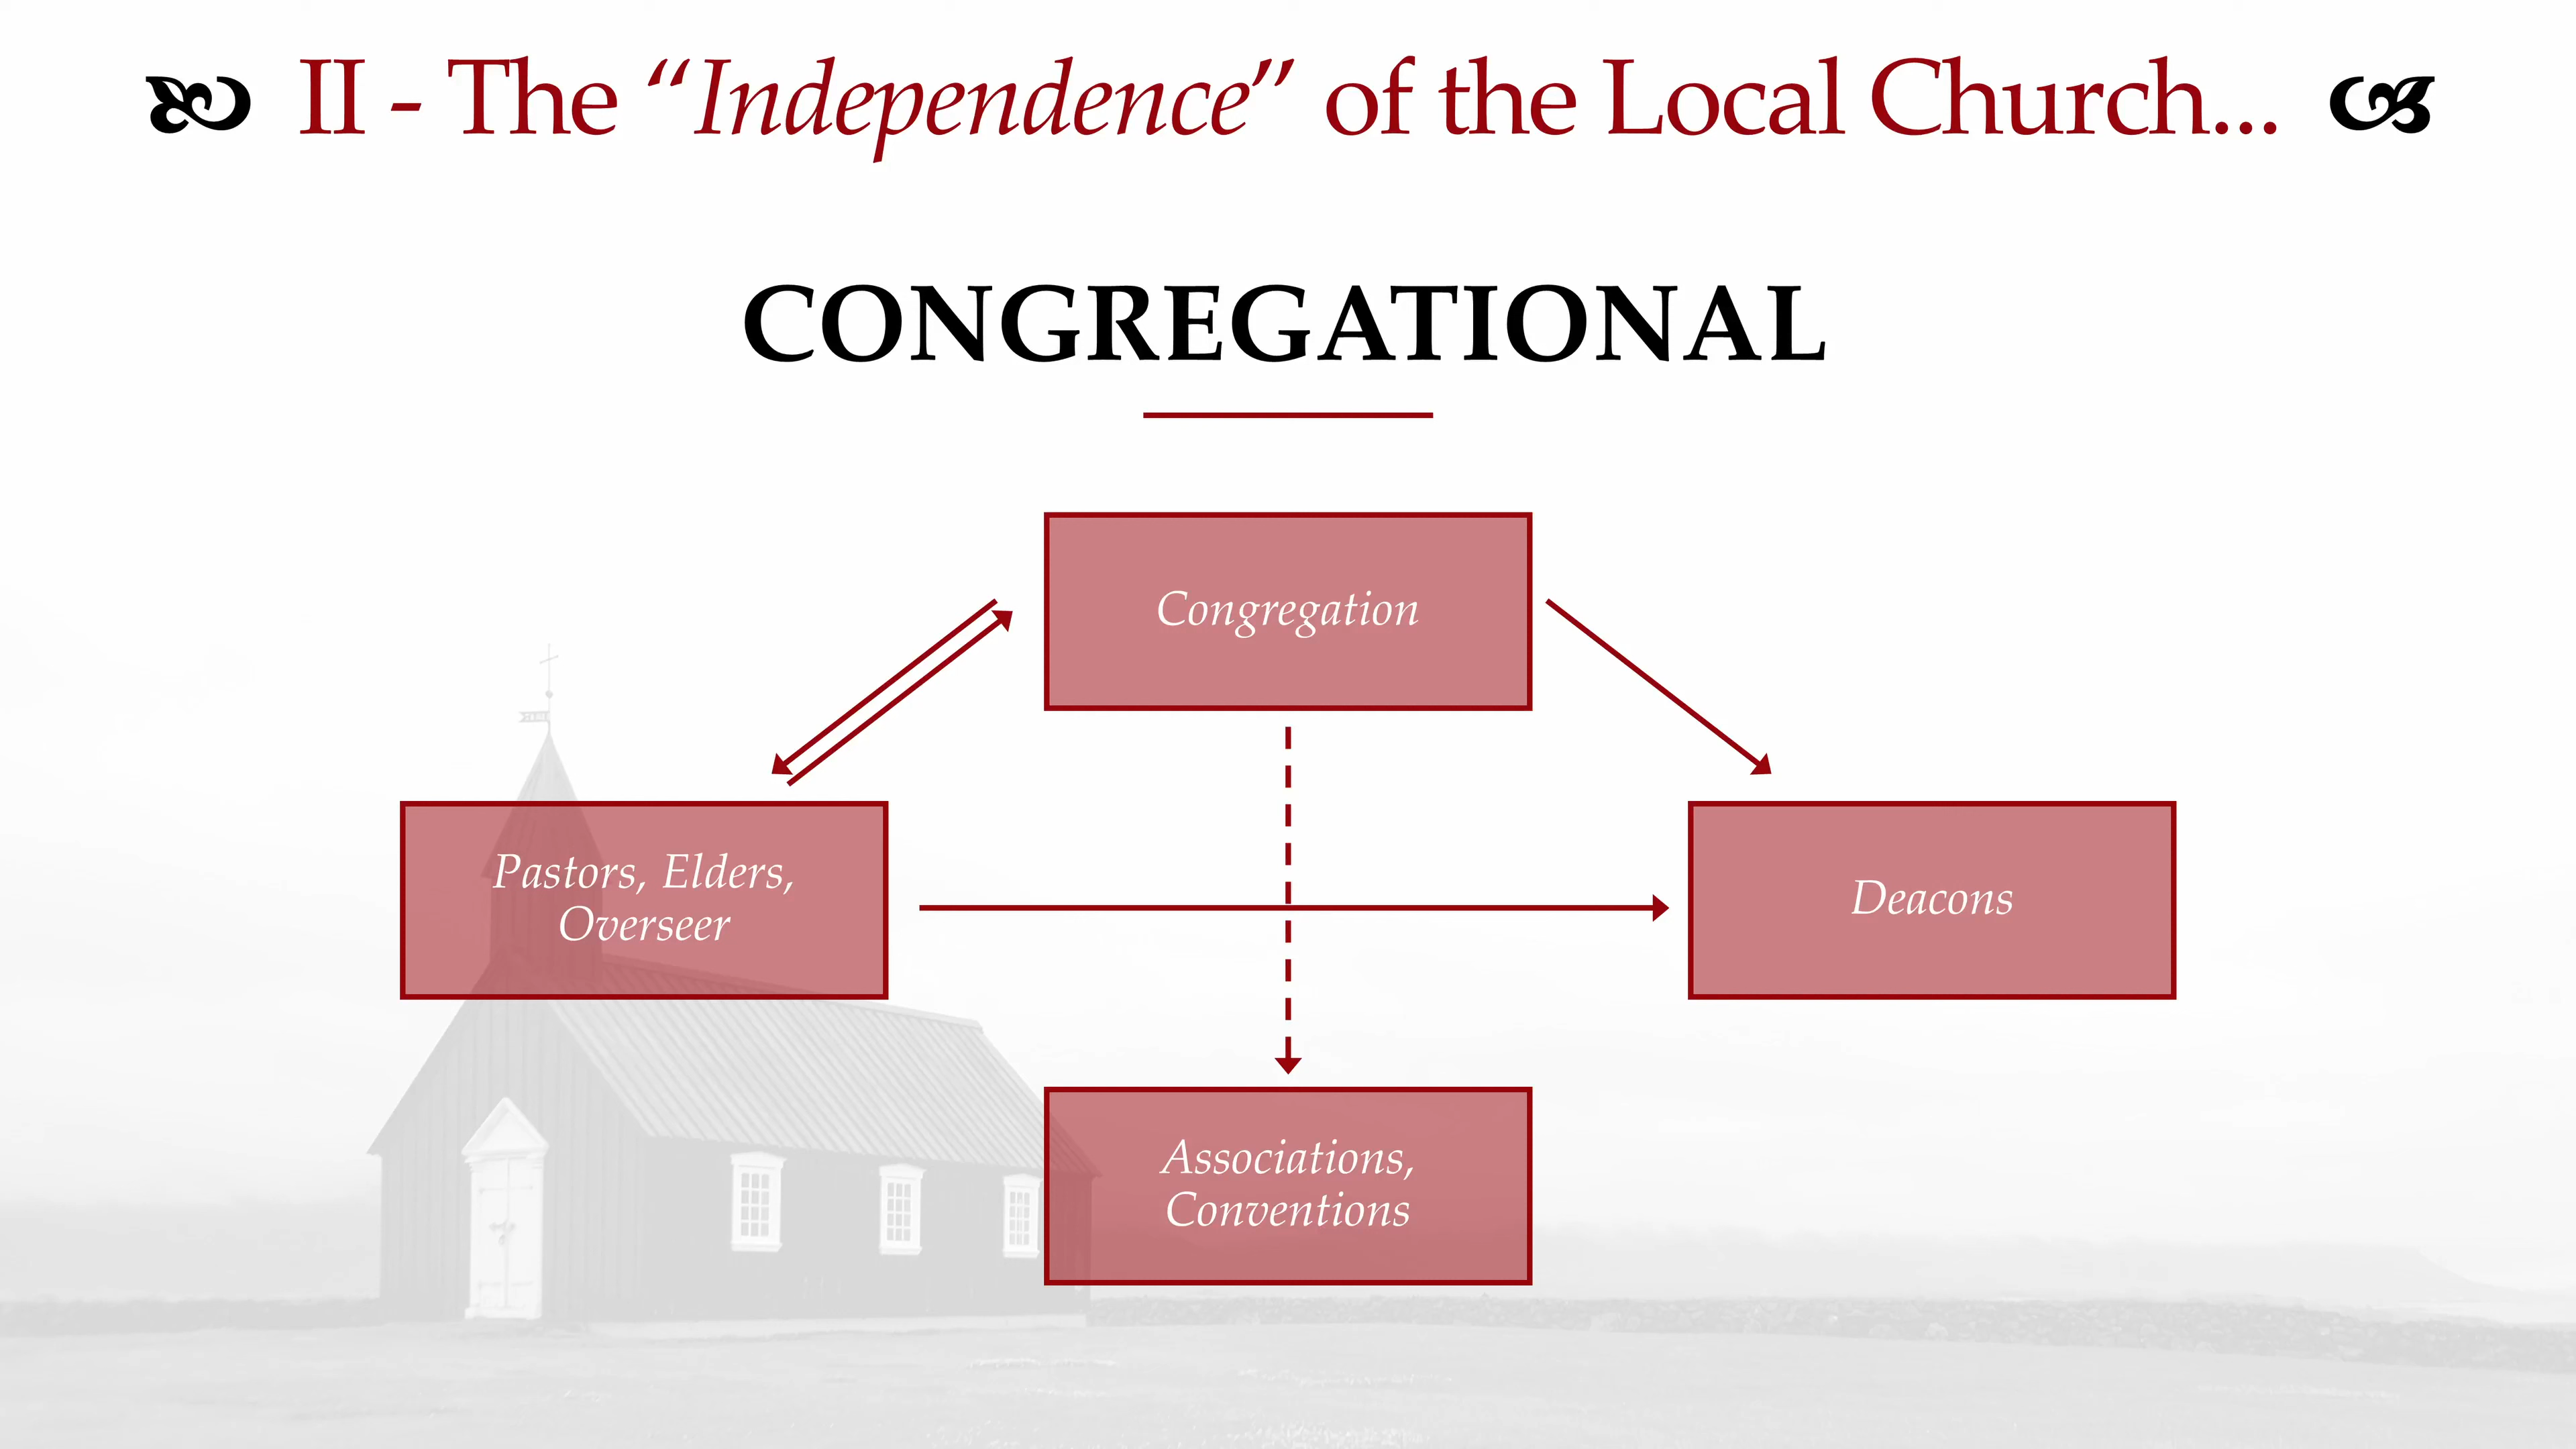 II - The “Independence” of the Local Church...
CONGREGATIONAL
Congregation
Pastors, Elders,
Overseer
Deacons
Associations,
Conventions